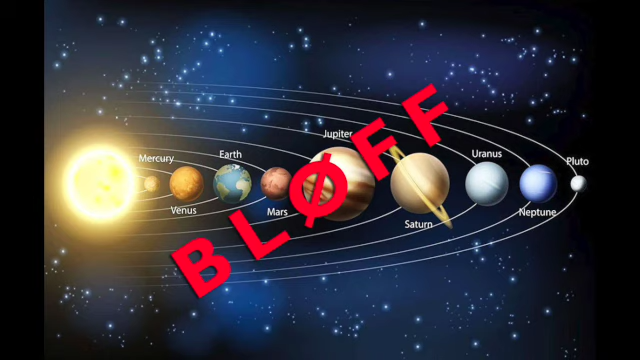 Mercury
Venus
Earth
Mars
Jupiter
Saturn
Uranus
Neptune
Pluto
BLØFF